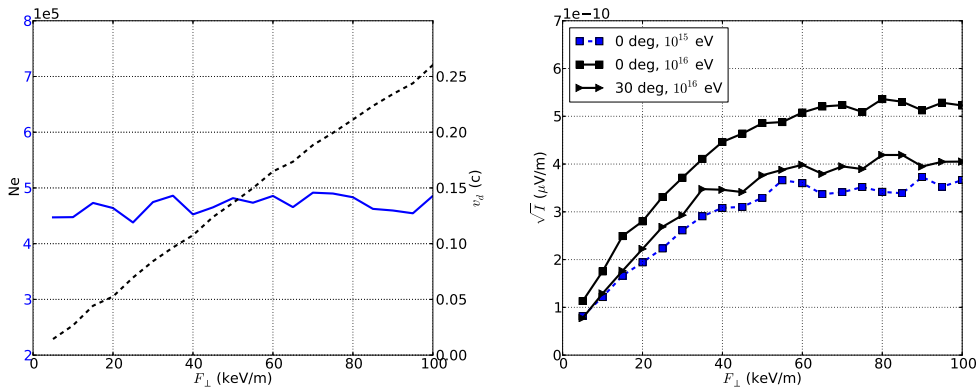 1e5
8
7
6
5
4
3
2
Ne
0.25
0.20
0.15
0.10
0.05
0.00
v_d (c)
0 20 40 60 80 100
F_⊥ (keV/m)
1e−10
7
6
5
4
3
2
1
0
√I (μV/m)
0 deg, 10^15 eV
0 deg, 10^16 eV
30 deg, 10^16 eV
0 20 40 60 80 100
F_⊥ (keV/m)